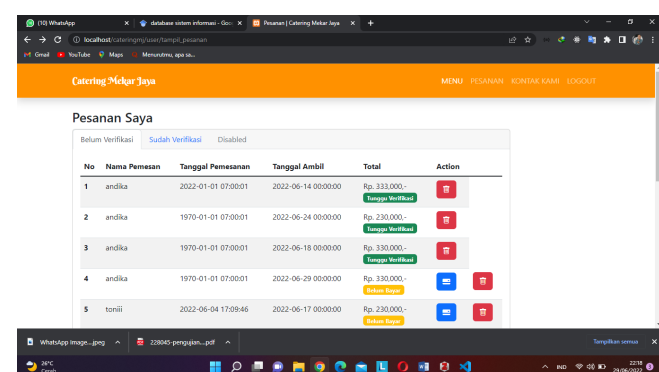 (10) WhatsApp
database sistem informasi - Goo
Pesanan | Catering Mekar Jaya
localhost/cateringmj/user/tampil_pesanan
Gmail YouTube Maps Menurutmu, apa sa...
Catering Mekar Jaya MENU PESANAN KONTAK KAMI LOGOUT
Pesanan Saya
Belum Verifikasi Sudah Verifikasi Disabled
No Nama Pemesan Tanggal Pemesanan Tanggal Ambil Total Action
1 andika 2022-01-01 07:00:01 2022-06-14 00:00:00 Rp. 333,000,-
Tunggu Verifikasi
2 andika 1970-01-01 07:00:01 2022-06-24 00:00:00 Rp. 230,000,-
Tunggu Verifikasi
3 andika 1970-01-01 07:00:01 2022-06-18 00:00:00 Rp. 330,000,-
Tunggu Verifikasi
4 andika 1970-01-01 07:00:01 2022-06-29 00:00:00 Rp. 330,000,-
Belum Bayar
5 toniii 2022-06-04 17:09:46 2022-06-17 00:00:00 Rp. 230,000,-
Belum Bayar
WhatsApp Image...jpeg 228045-pengujian....pdf Tampilkan semua
26°C
Cerah
IND
22:18
29/06/2022